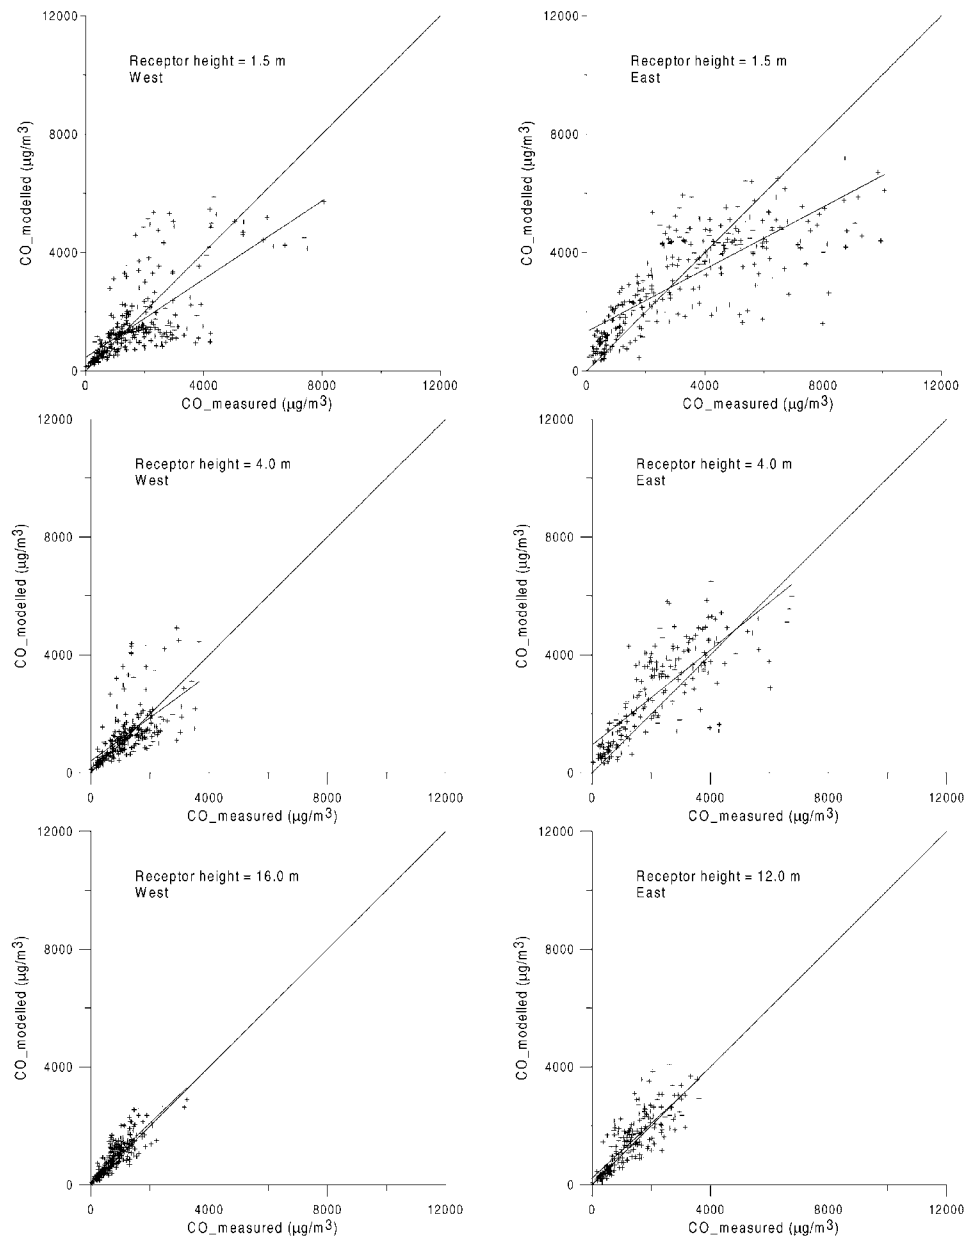 12000
Receptor height = 1.5 m
West
8000
CO_modelled (µg/m3)
4000
0
0 4000 8000 12000
CO_measured (µg/m3)
12000
Receptor height = 1.5 m
East
8000
CO_modelled (µg/m3)
4000
0
0 4000 8000 12000
CO_measured (µg/m3)
12000
Receptor height = 4.0 m
West
8000
CO_modelled (µg/m3)
4000
0
0 4000 8000 12000
CO_measured (µg/m3)
12000
Receptor height = 4.0 m
East
8000
CO_modelled (µg/m3)
4000
0
0 4000 8000 12000
CO_measured (µg/m3)
12000
Receptor height = 16.0 m
West
8000
CO_modelled (µg/m3)
4000
0
0 4000 8000 12000
CO_measured (µg/m3)
12000
Receptor height = 12.0 m
East
8000
CO_modelled (µg/m3)
4000
0
0 4000 8000 12000
CO_measured (µg/m3)